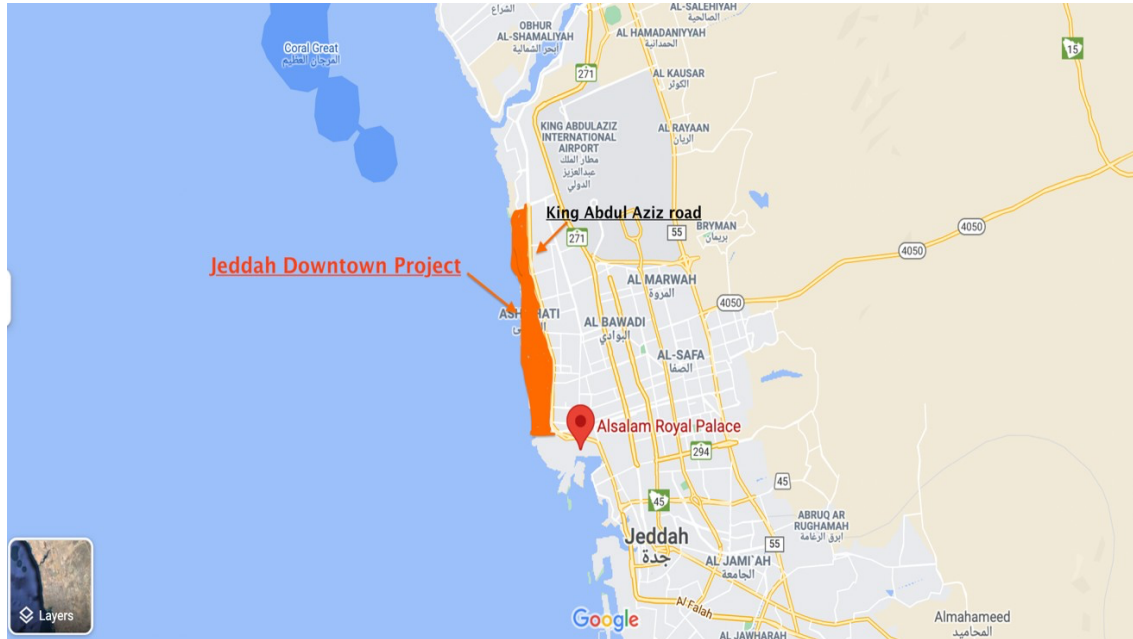 الشراع
AL-SALEHIYAH
الصالحية
OBHUR
AL-SHAMALIYAH
ابحر الشمالية
AL HAMADANIYYAH
الحمدانية
Coral Great
المرجان العظيم
15
271
AL KAUSAR
الكوثر
KING ABDULAZIZ
INTERNATIONAL
AIRPORT
مطار الملك
عبدالعزيز
الدولي
AL RAYAAN
الريان
King Abdul Aziz road
BRYMAN
بريمان
55
271
4050
4050
Jeddah Downtown Project
AL MARWAH
المروة
4050
AL BAWADI
البوادي
AL-SAFA
الصفا
Alsalam Royal Palace
294
45
45
ABRUQ AR
RUGHAMAH
ابرق الرغامة
Jeddah
جدة
55
AL JAMI`AH
الجامعة
Al Falah
Layers
Google
Almahameed
المحاميد
AL JAWHARAH